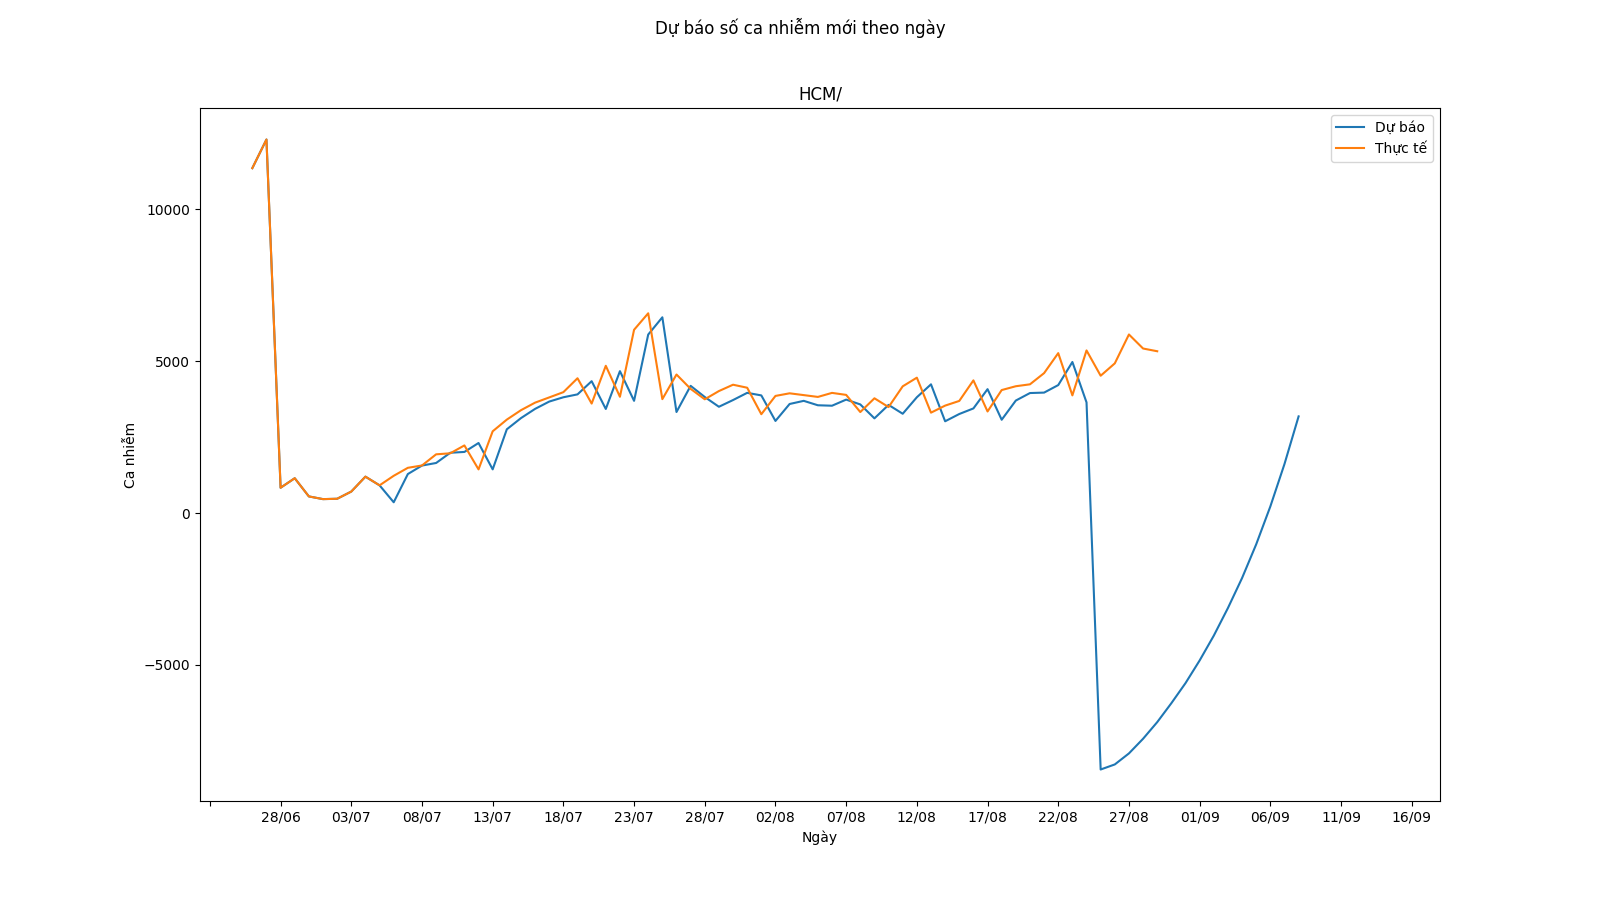 Dự báo số ca nhiễm mới theo ngày
HCM/
Dự báo
Thực tế
Ca nhiễm
10000
5000
0
−5000
28/06 03/07 08/07 13/07 18/07 23/07 28/07 02/08 07/08 12/08 17/08 22/08 27/08 01/09 06/09 11/09 16/09
Ngày